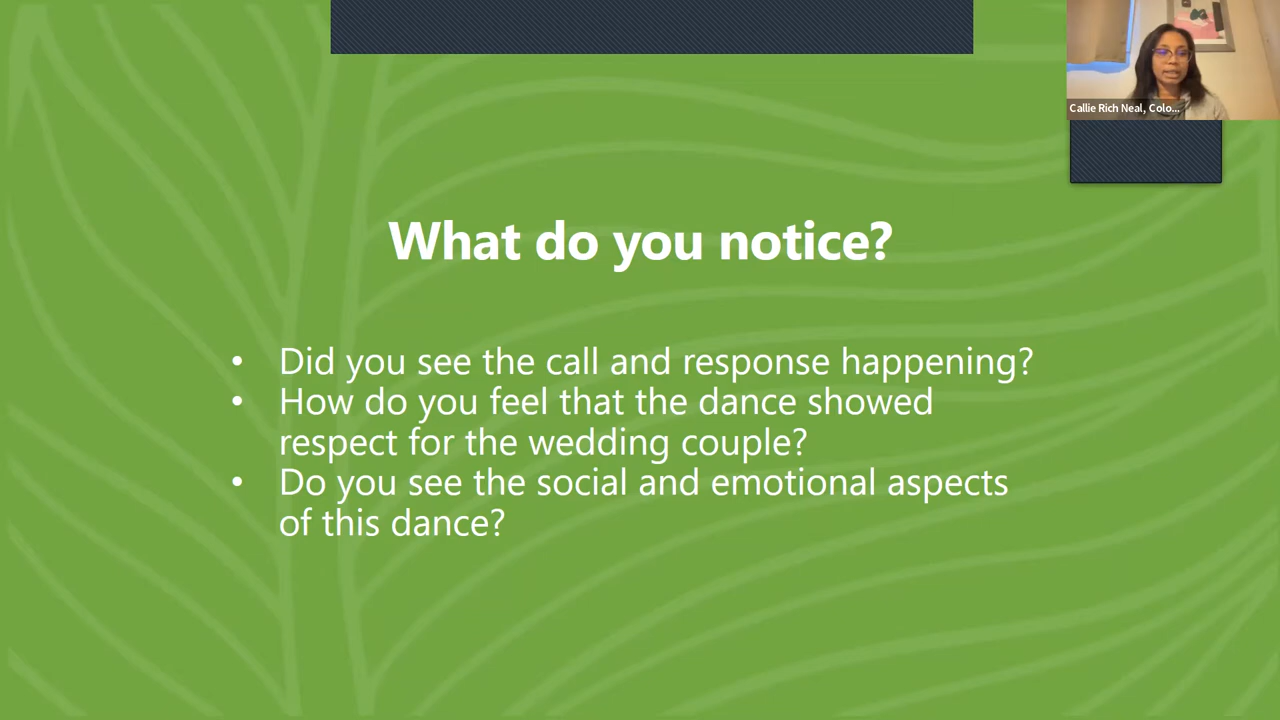 Callie Rich Neal, Colo...
What do you notice?
• Did you see the call and response happening?
• How do you feel that the dance showed
respect for the wedding couple?
• Do you see the social and emotional aspects
of this dance?